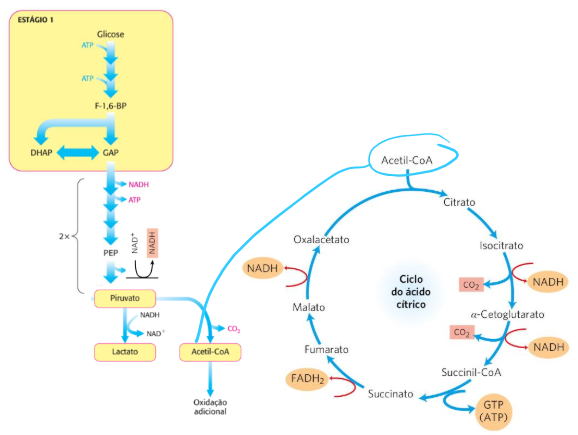 ESTÁGIO 1
Glicose
ATP
ATP
F-1,6-BP
DHAP
GAP
NADH
ATP
2×
PEP
NAD+
NADH
Piruvato
NADH
NAD+
CO2
Lactato
Acetil-CoA
Oxidação
adicional
Acetil-CoA
Citrato
Isocitrato
CO2
NADH
α-Cetoglutarato
CO2
NADH
Succinil-CoA
GTP
(ATP)
Succinato
FADH2
Fumarato
Malato
NADH
Oxalacetato
Ciclo
do ácido
cítrico